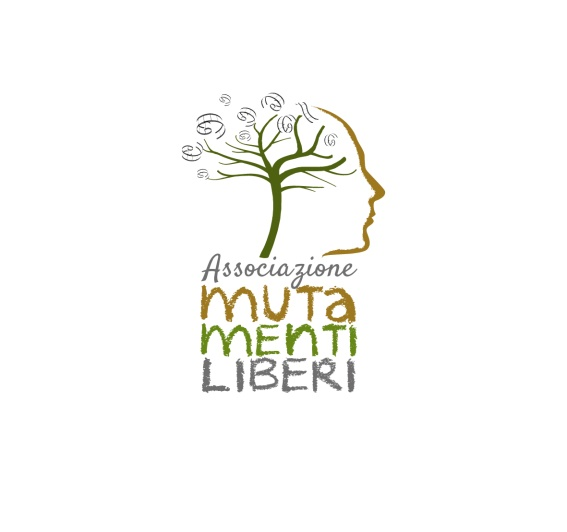 Associazione
MUTa
MENTI
LIBERI